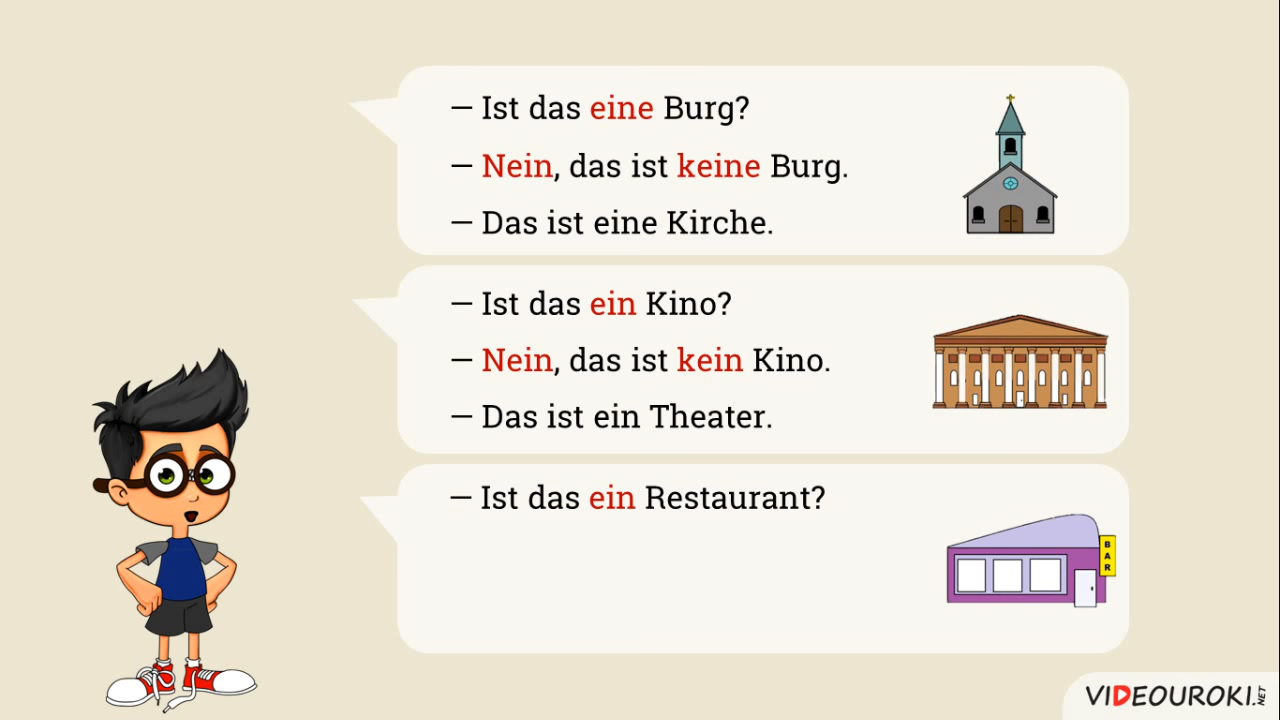 — Ist das eine Burg?
— Nein, das ist keine Burg.
— Das ist eine Kirche.
— Ist das ein Kino?
— Nein, das ist kein Kino.
— Das ist ein Theater.
— Ist das ein Restaurant?
BAR
VIDEOUROKI.NET